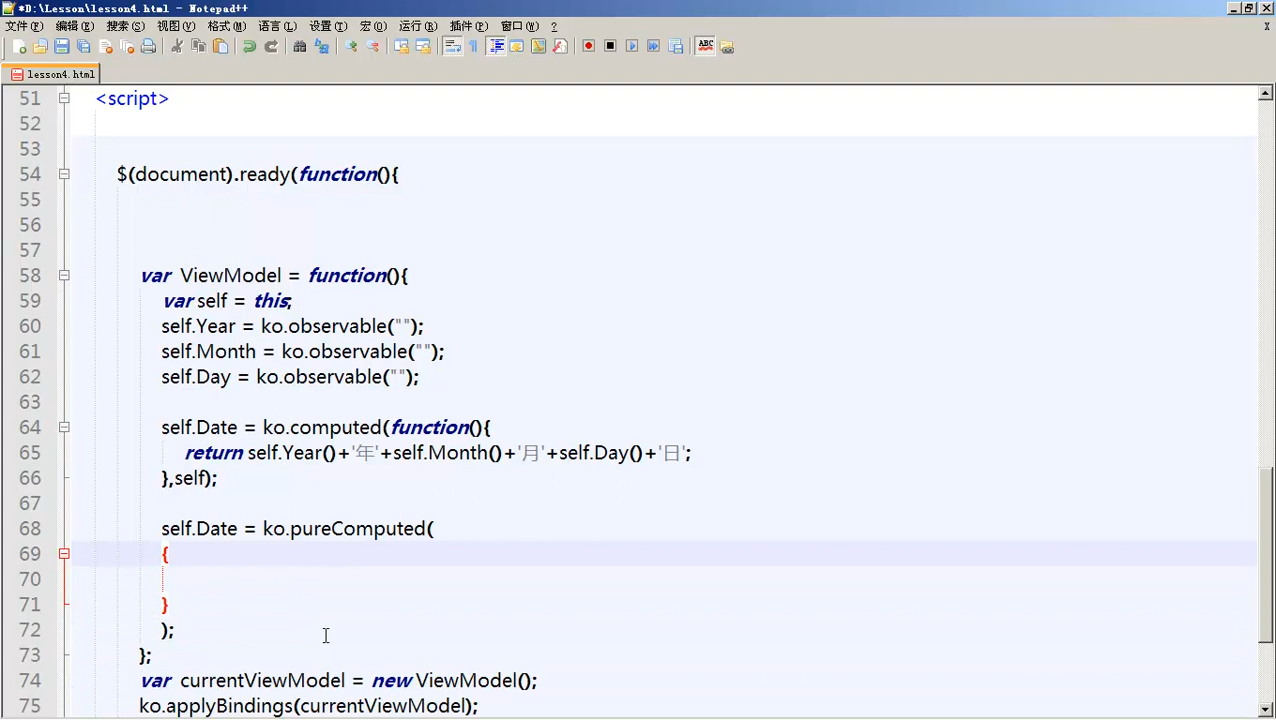 *D:\Lesson\lesson4.html - Notepad++
文件(F) 编辑(E) 搜索(S) 视图(V) 格式(M) 语言(L) 设置(T) 宏(O) 运行(R) 插件(P) 窗口(W) ? X
ABC
lesson4.html
51 <script>
52
53
54 $(document).ready(function(){
55
56
57
58 var ViewModel = function(){
59 var self = this;
60 self.Year = ko.observable("");
61 self.Month = ko.observable("");
62 self.Day = ko.observable("");
63
64 self.Date = ko.computed(function(){
65 return self.Year()+'年'+self.Month()+'月'+self.Day()+'日';
66 },self);
67
68 self.Date = ko.pureComputed(
69 {
70
71 }
72 );
73 };
74 var currentViewModel = new ViewModel();
75 ko.applyBindings(currentViewModel);